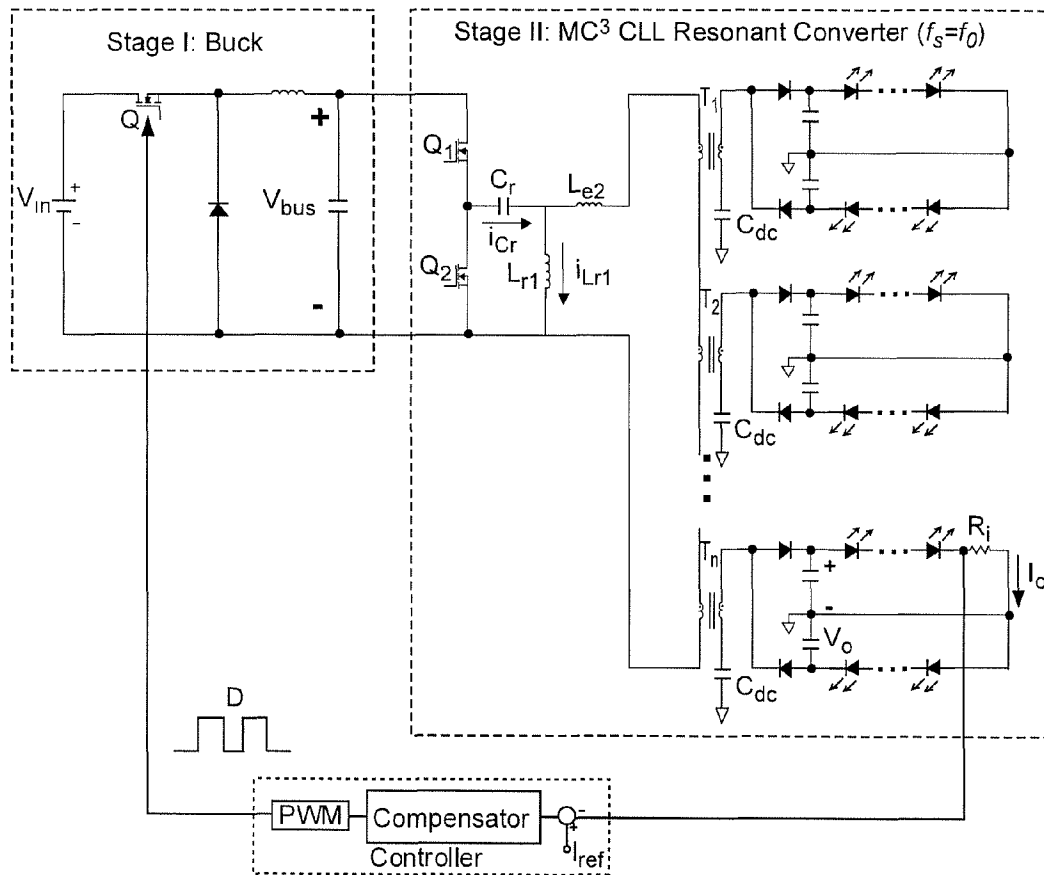 Stage I: Buck
Stage II: MC³ CLL Resonant Converter (fₛ=f₀)
Q
+
Vin
+
-
Vbus
-
Q1
Cr
Le2
iCr
Q2
Lr1
iLr1
T1
Cdc
T2
Cdc
Tn
Ri
+
Io
-
Vo
Cdc
D
PWM
Compensator
-
+
Iref
Controller